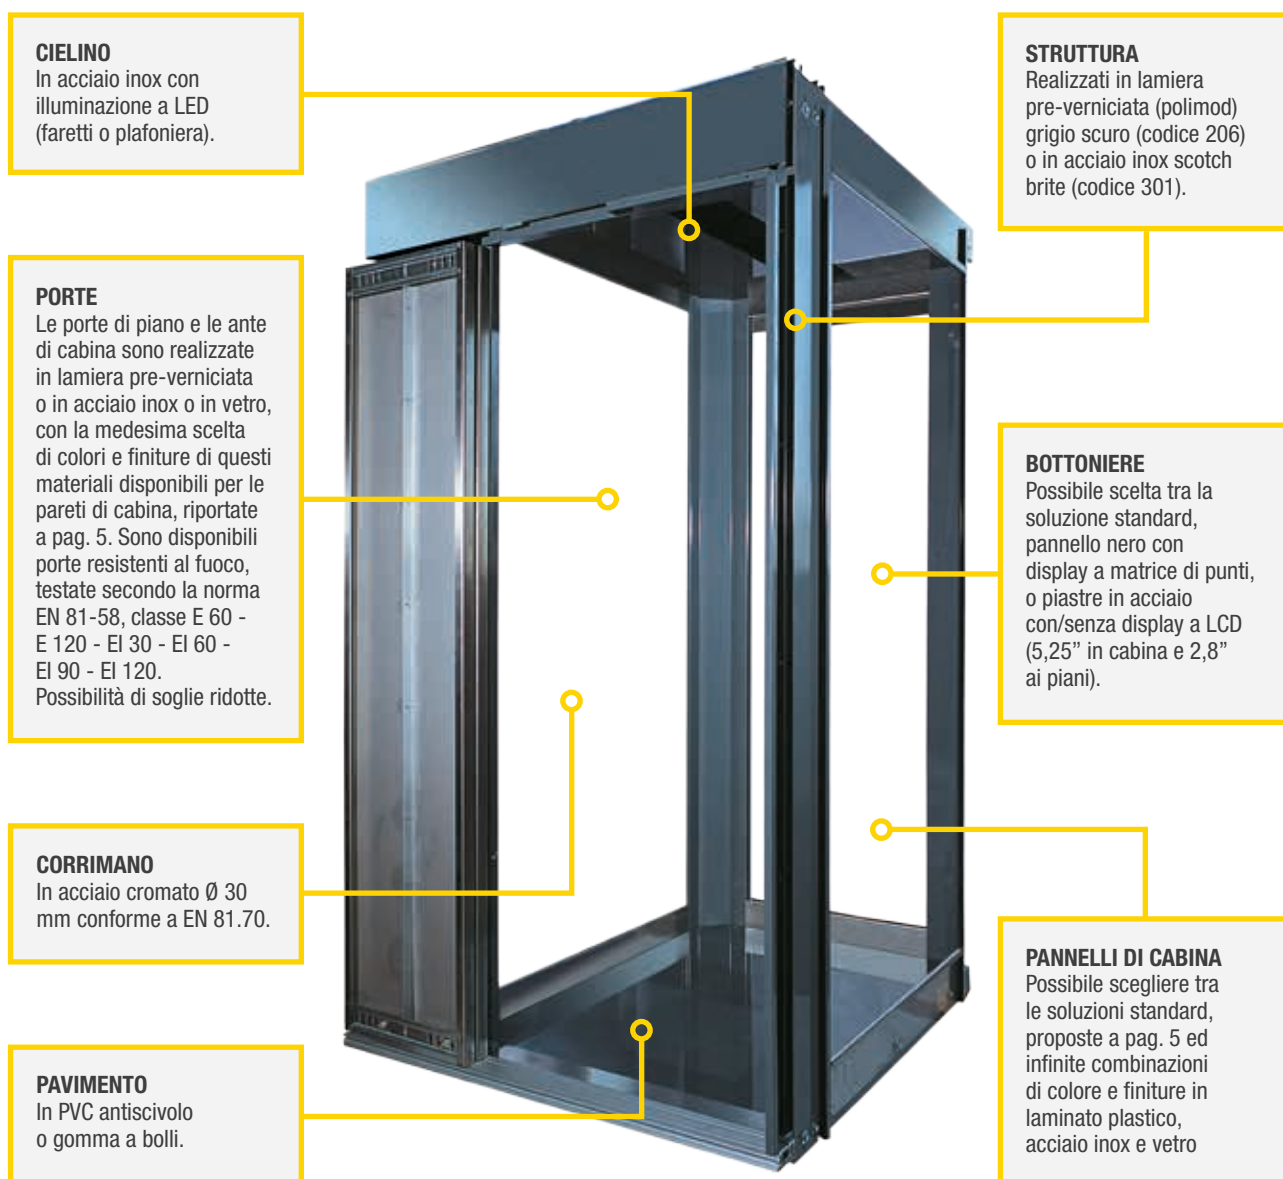 CIELINO
In acciaio inox con
illuminazione a LED
(faretti o plafoniera).
PORTE
Le porte di piano e le ante
di cabina sono realizzate
in lamiera pre-verniciata
o in acciaio inox o in vetro,
con la medesima scelta
di colori e finiture di questi
materiali disponibili per le
pareti di cabina, riportate
a pag. 5. Sono disponibili
porte resistenti al fuoco,
testate secondo la norma
EN 81-58, classe E 60 -
E 120 - EI 30 - EI 60 -
EI 90 - EI 120.
Possibilità di soglie ridotte.
CORRIMANO
In acciaio cromato Ø 30
mm conforme a EN 81.70.
PAVIMENTO
In PVC antiscivolo
o gomma a bolli.
STRUTTURA
Realizzati in lamiera
pre-verniciata (polimod)
grigio scuro (codice 206)
o in acciaio inox scotch
brite (codice 301).
BOTTONIERE
Possibile scelta tra la
soluzione standard,
pannello nero con
display a matrice di punti,
o piastre in acciaio
con/senza display a LCD
(5,25” in cabina e 2,8”
ai piani).
PANNELLI DI CABINA
Possibile scegliere tra
le soluzioni standard,
proposte a pag. 5 ed
infinite combinazioni
di colore e finiture in
laminato plastico,
acciaio inox e vetro